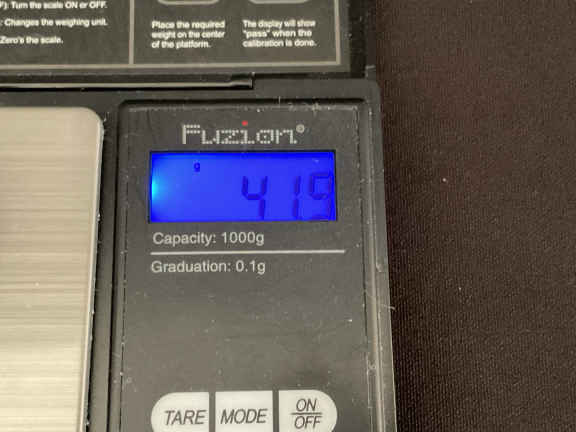 F): Turn the scale ON or OFF.
: Changes the weighing unit.
Zero's the scale.
Place the required
weight on the center
of the platform.
The display will show
"pass" when the
calibration is done.
Fuzion®
g
41.9
Capacity: 1000g
Graduation: 0.1g
TARE
MODE
ON
OFF